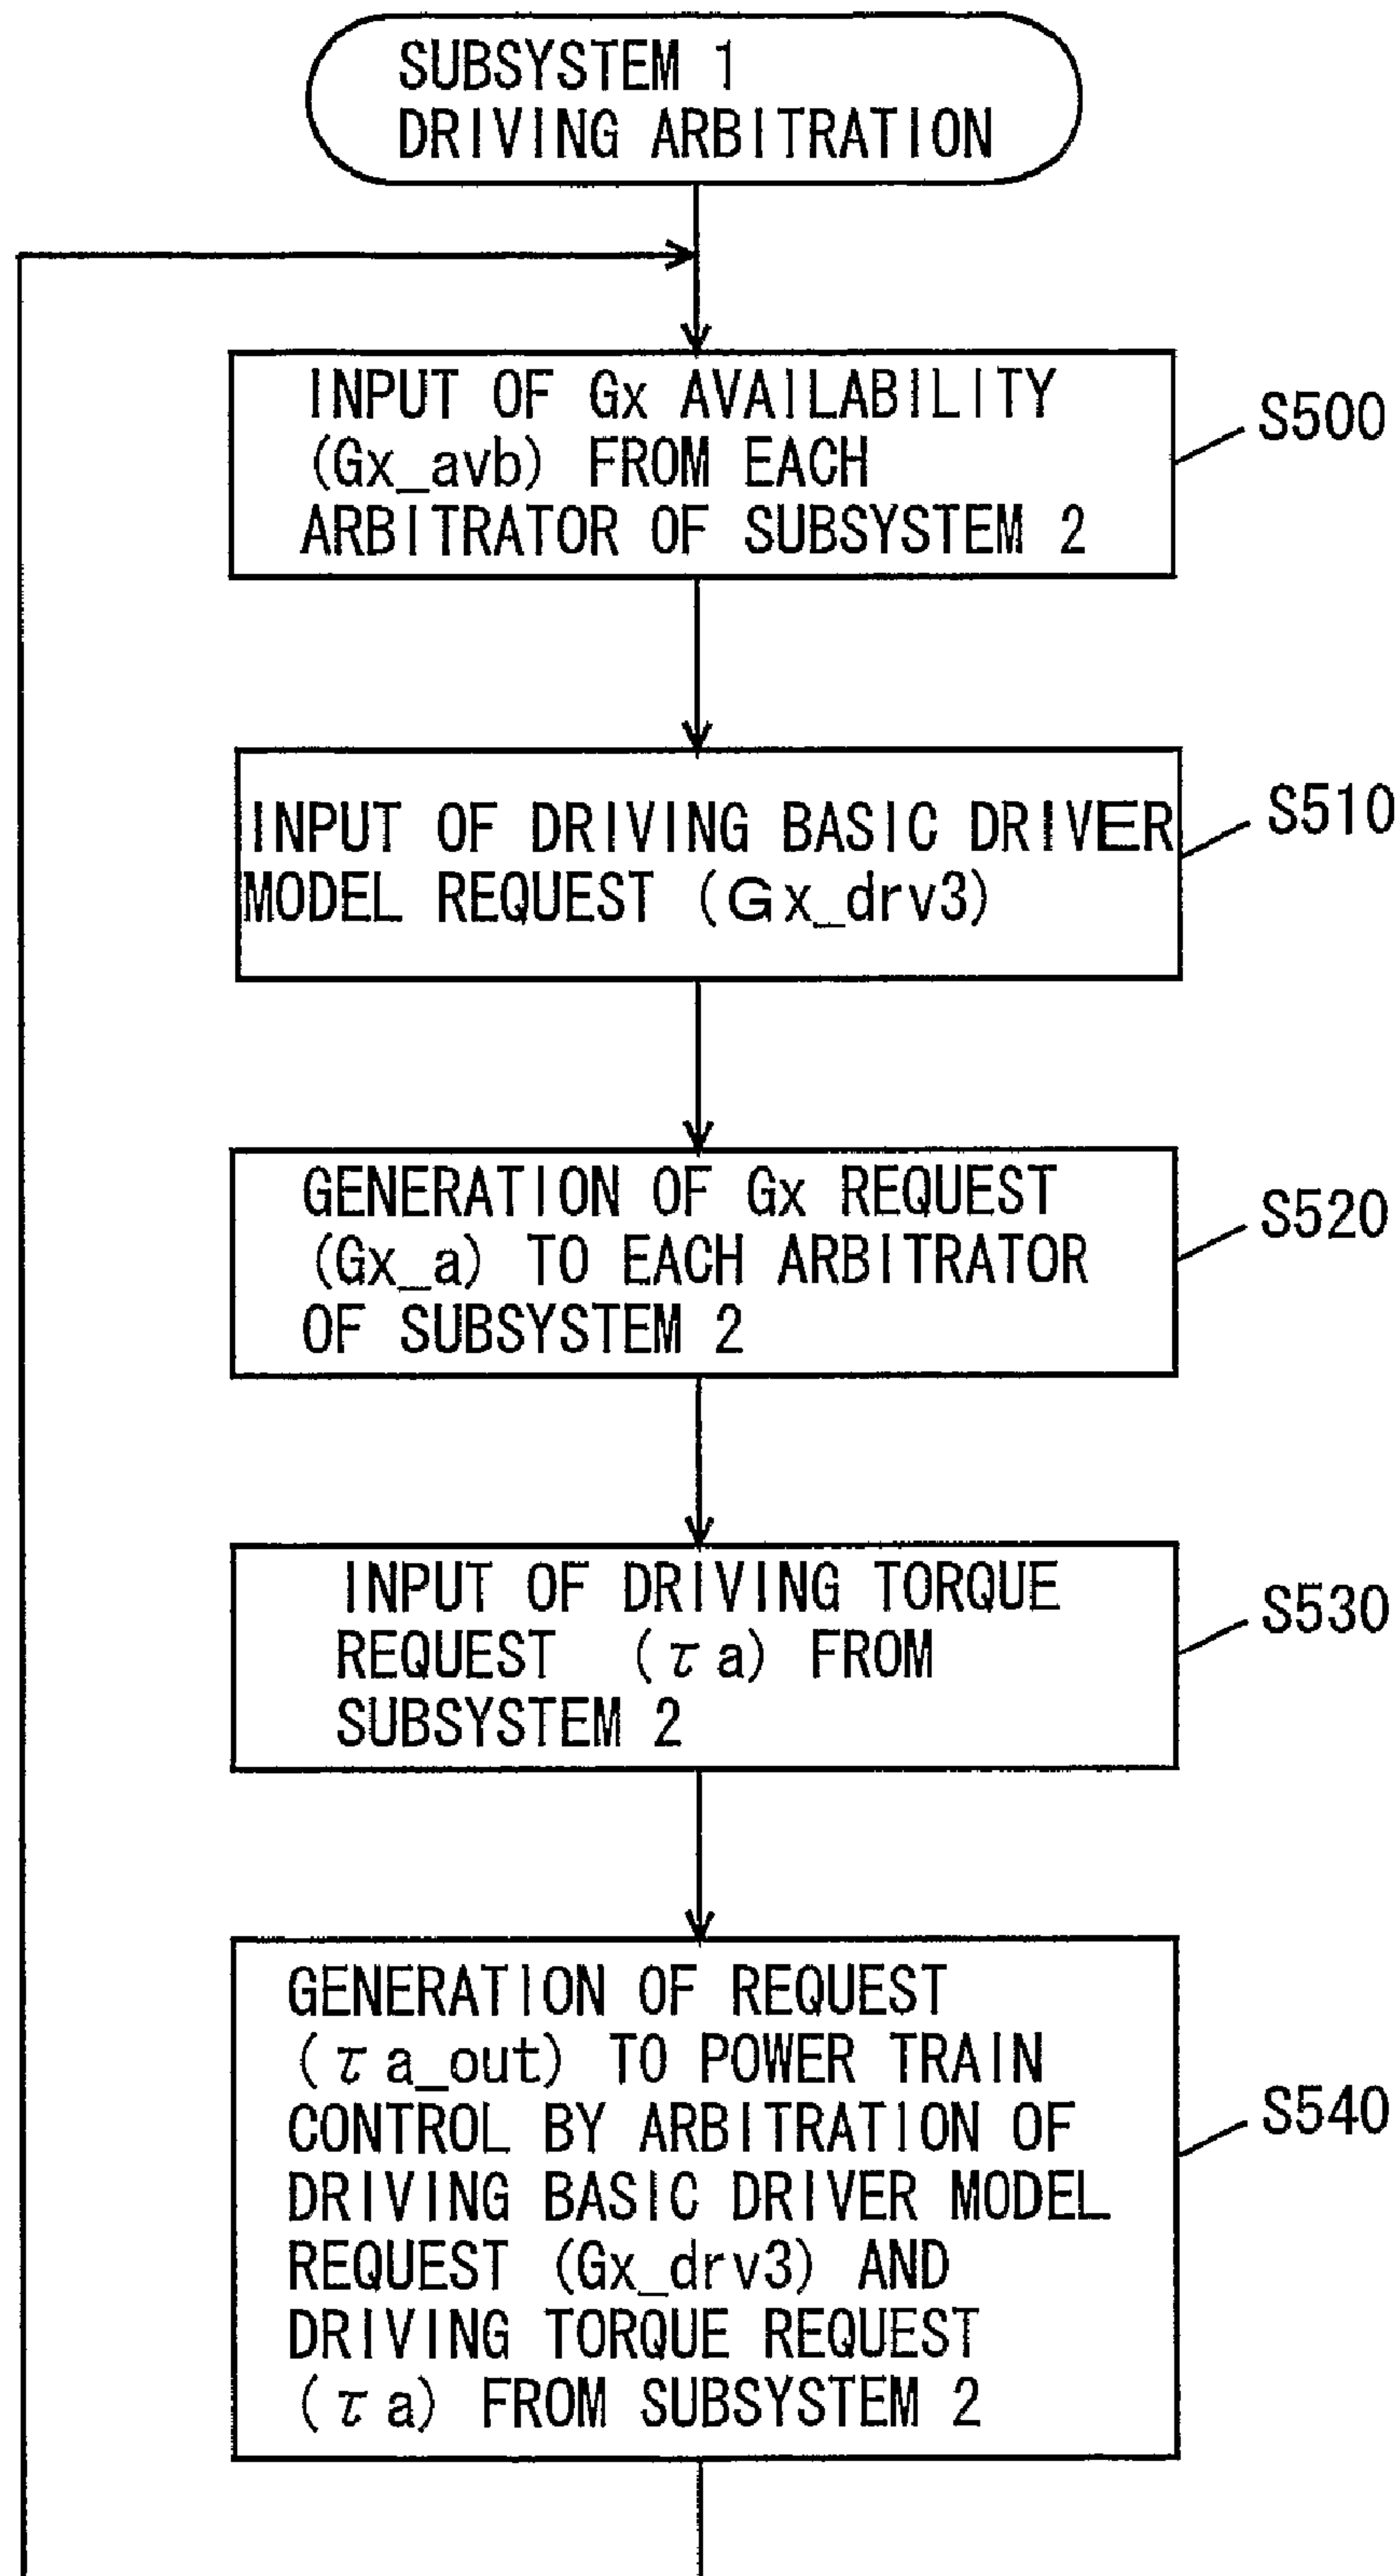 SUBSYSTEM 1
DRIVING ARBITRATION
INPUT OF Gx AVAILABILITY
(Gx_avb) FROM EACH
ARBITRATOR OF SUBSYSTEM 2
S500
INPUT OF DRIVING BASIC DRIVER
MODEL REQUEST (Gx_drv3)
S510
GENERATION OF Gx REQUEST
(Gx_a) TO EACH ARBITRATOR
OF SUBSYSTEM 2
S520
INPUT OF DRIVING TORQUE
REQUEST (τa) FROM
SUBSYSTEM 2
S530
GENERATION OF REQUEST
(τa_out) TO POWER TRAIN
CONTROL BY ARBITRATION OF
DRIVING BASIC DRIVER MODEL
REQUEST (Gx_drv3) AND
DRIVING TORQUE REQUEST
(τa) FROM SUBSYSTEM 2
S540